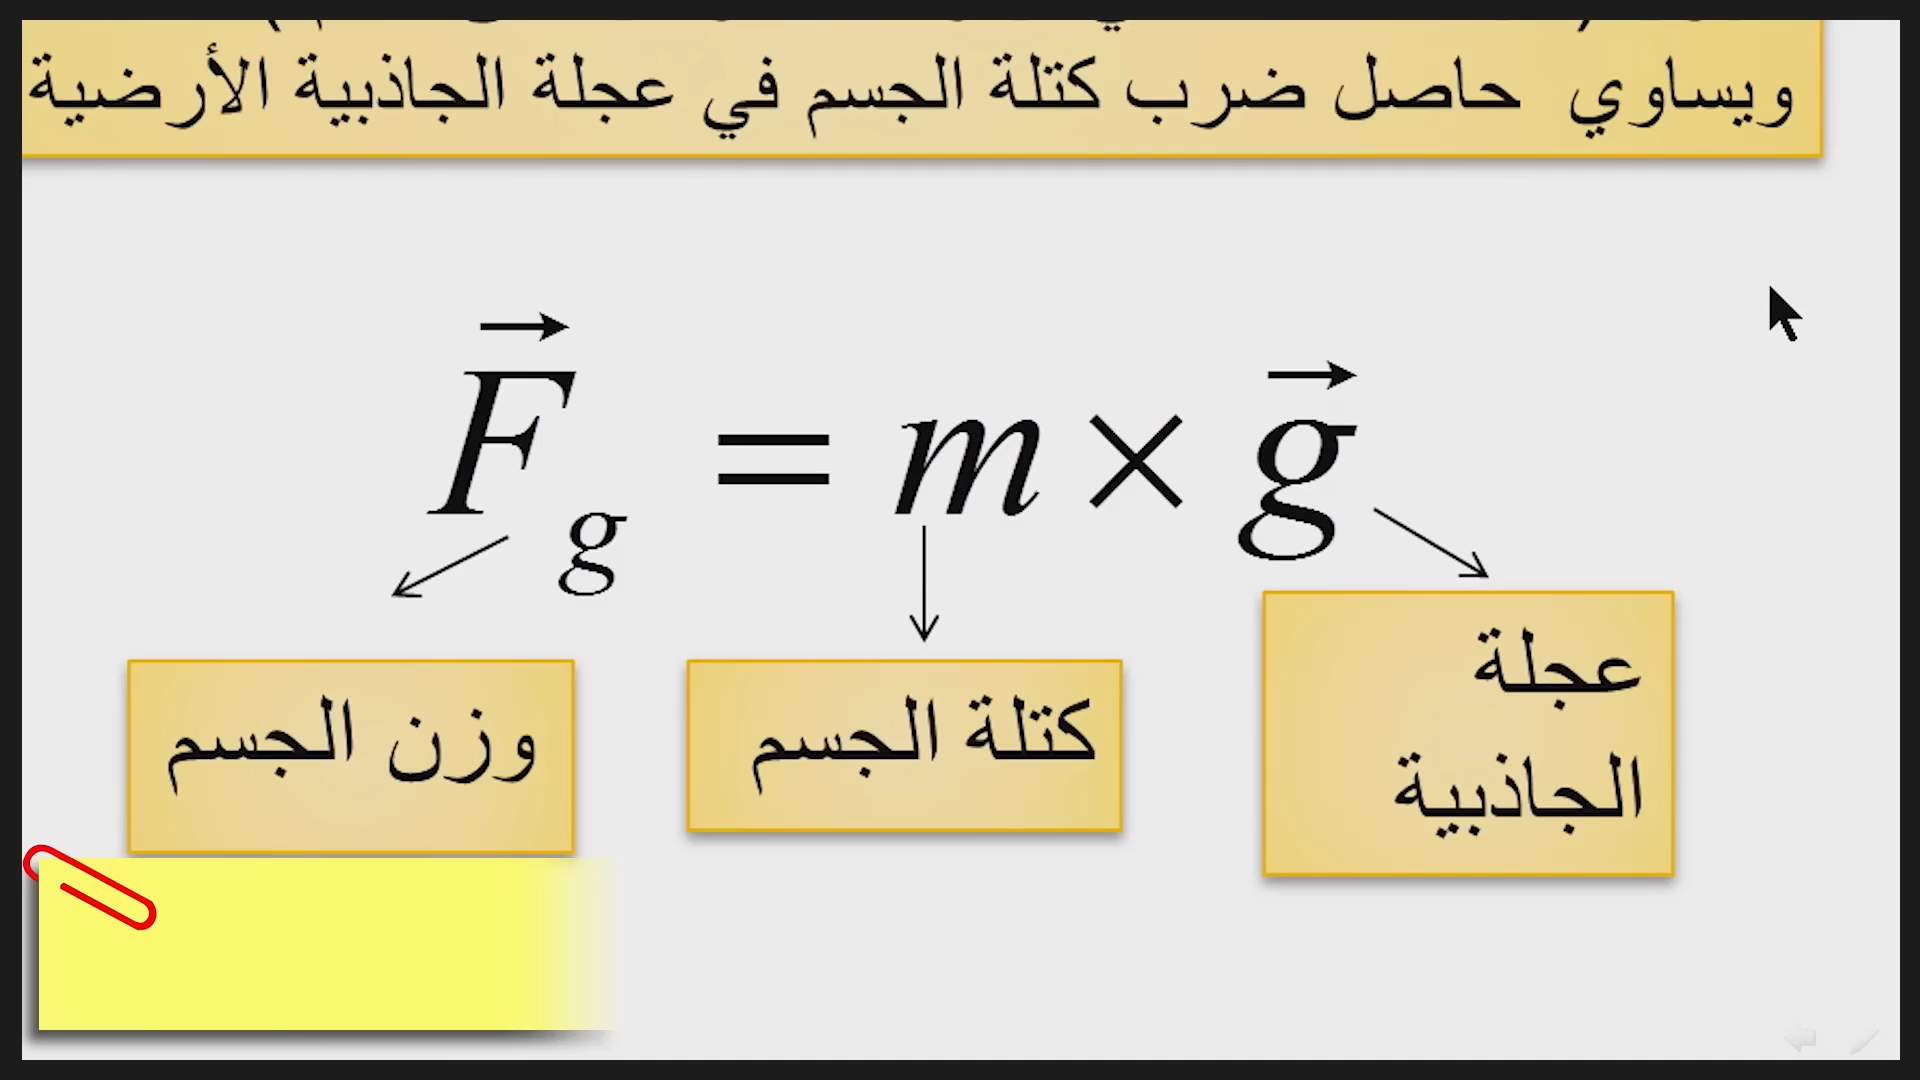 ويساوي حاصل ضرب كتلة الجسم في عجلة الجاذبية الأرضية
F⃗g = m × g⃗
وزن الجسم
كتلة الجسم
عجلة
الجاذبية